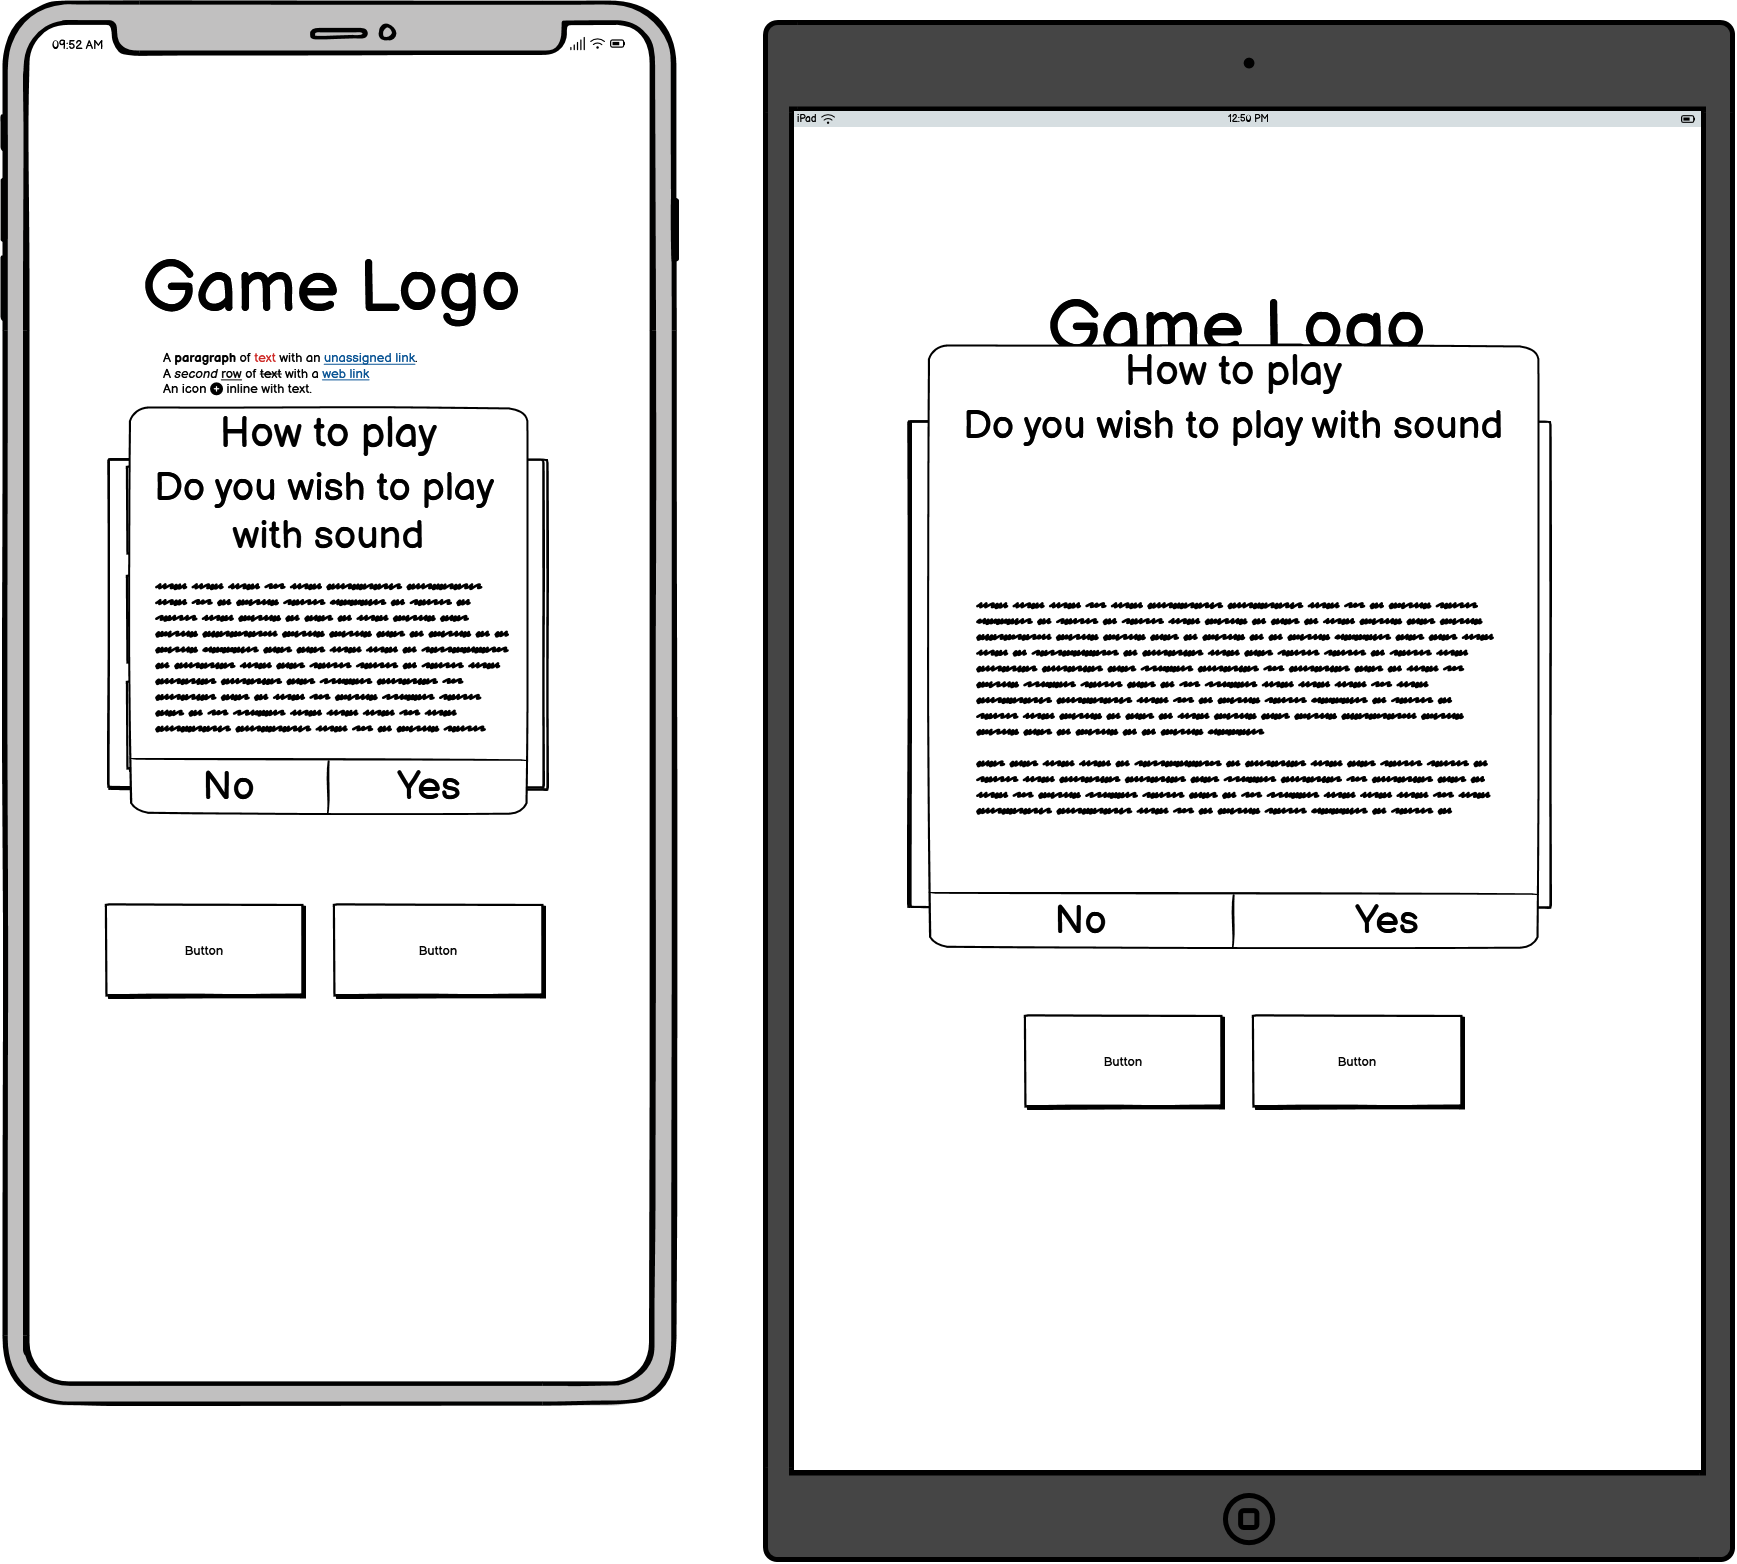 09:52 AM
Game Logo
A paragraph of text with an unassigned link.
A second row of text with a web link
An icon inline with text.
How to play
Do you wish to play
with sound
No
Yes
Button
Button
iPad
12:50 PM
Game Logo
How to play
Do you wish to play with sound
No
Yes
Button
Button